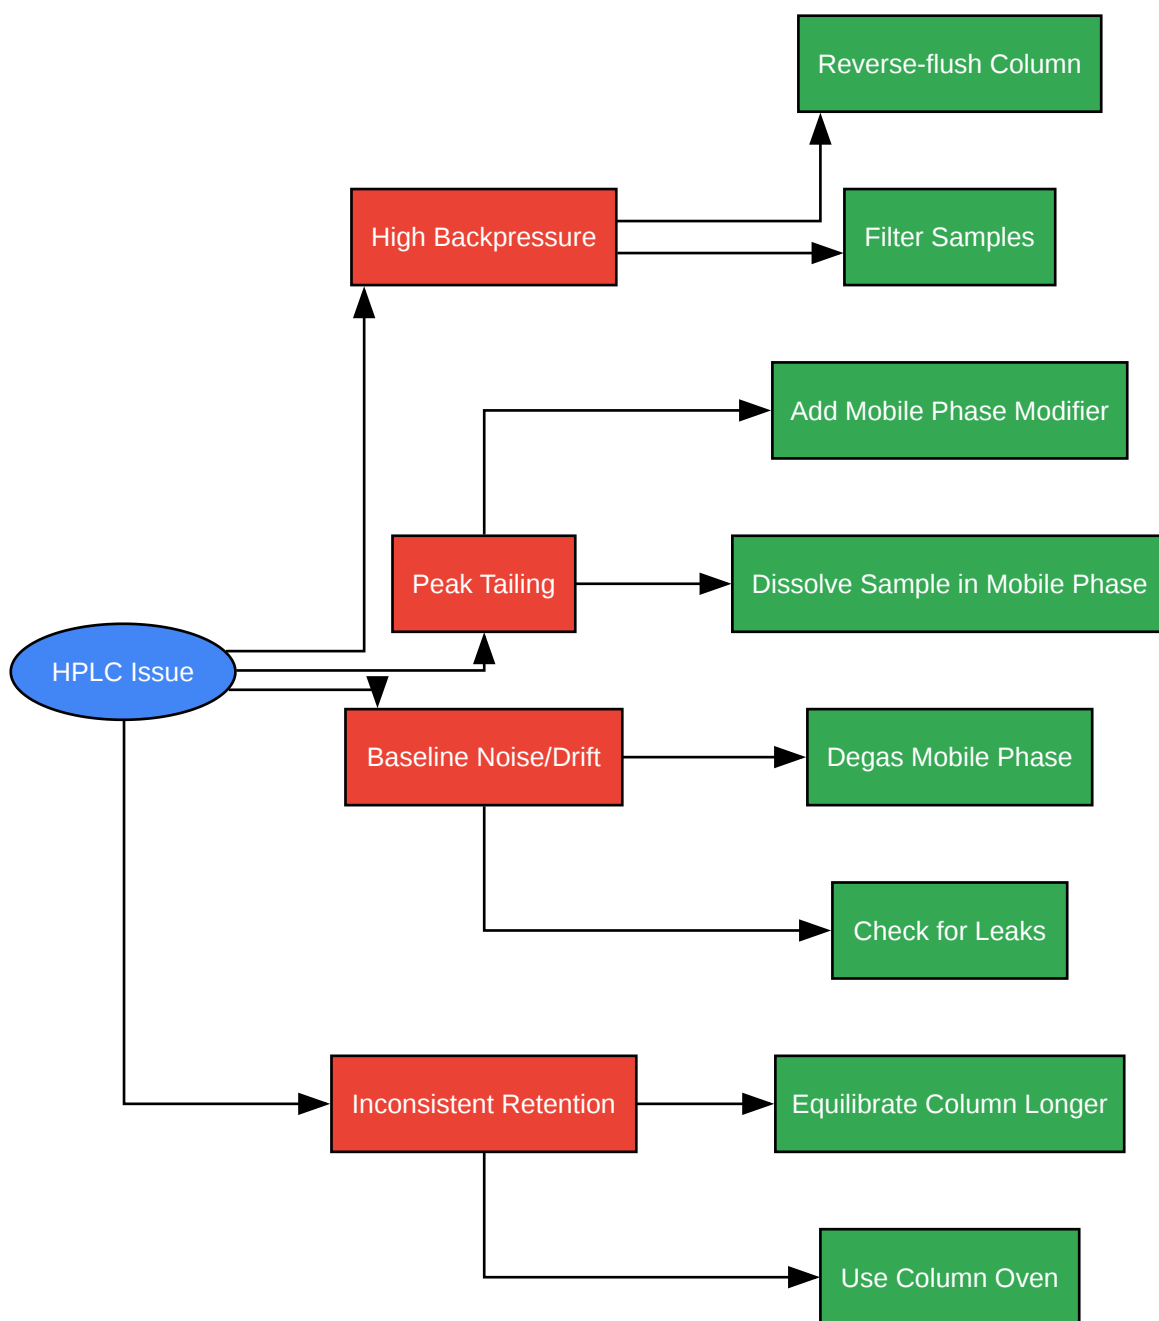 Reverse-flush Column
High Backpressure
Filter Samples
Add Mobile Phase Modifier
Peak Tailing
Dissolve Sample in Mobile Phase
HPLC Issue
Baseline Noise/Drift
Degas Mobile Phase
Check for Leaks
Inconsistent Retention
Equilibrate Column Longer
Use Column Oven